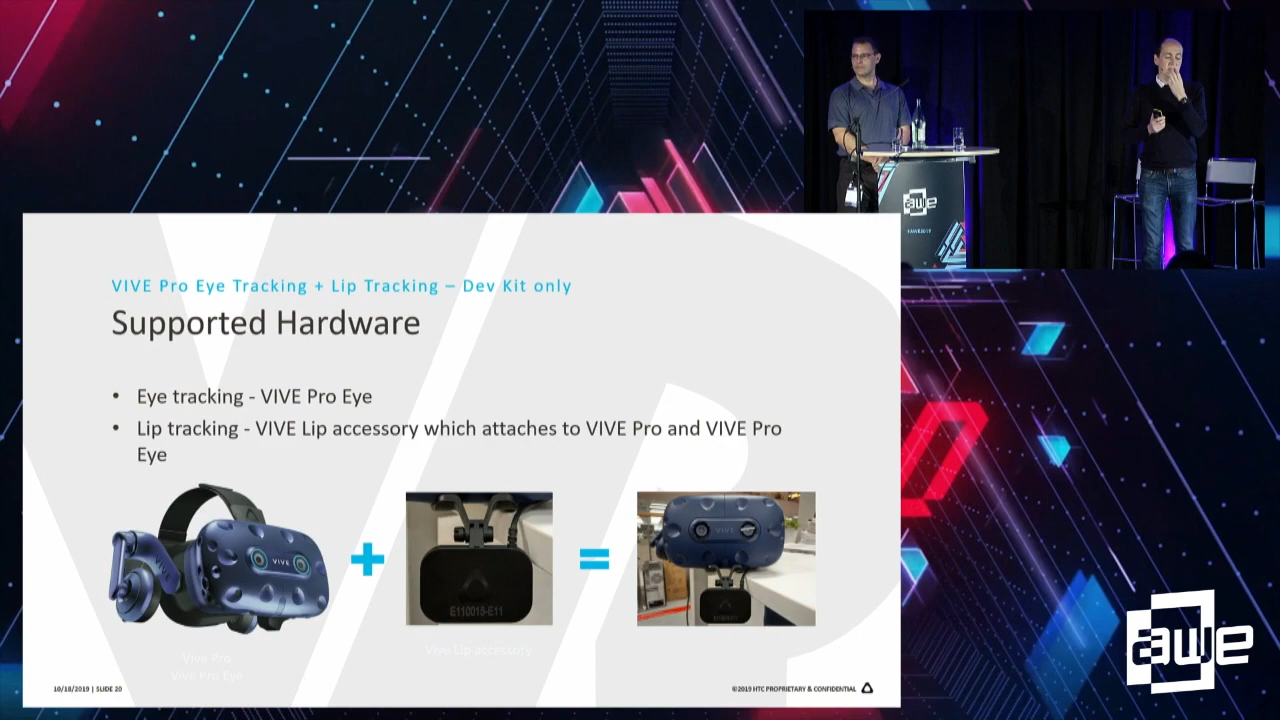 awe
VIVE Pro Eye Tracking + Lip Tracking – Dev Kit only
Supported Hardware
• Eye tracking - VIVE Pro Eye
• Lip tracking - VIVE Lip accessory which attaches to VIVE Pro and VIVE Pro
Eye
VIVE
VIVE
E110015-E11
Vive Lip accessory
Vive Pro
Vive Pro Eye
10/18/2019 | SLIDE 20
©2019 HTC PROPRIETARY & CONFIDENTIAL
awe